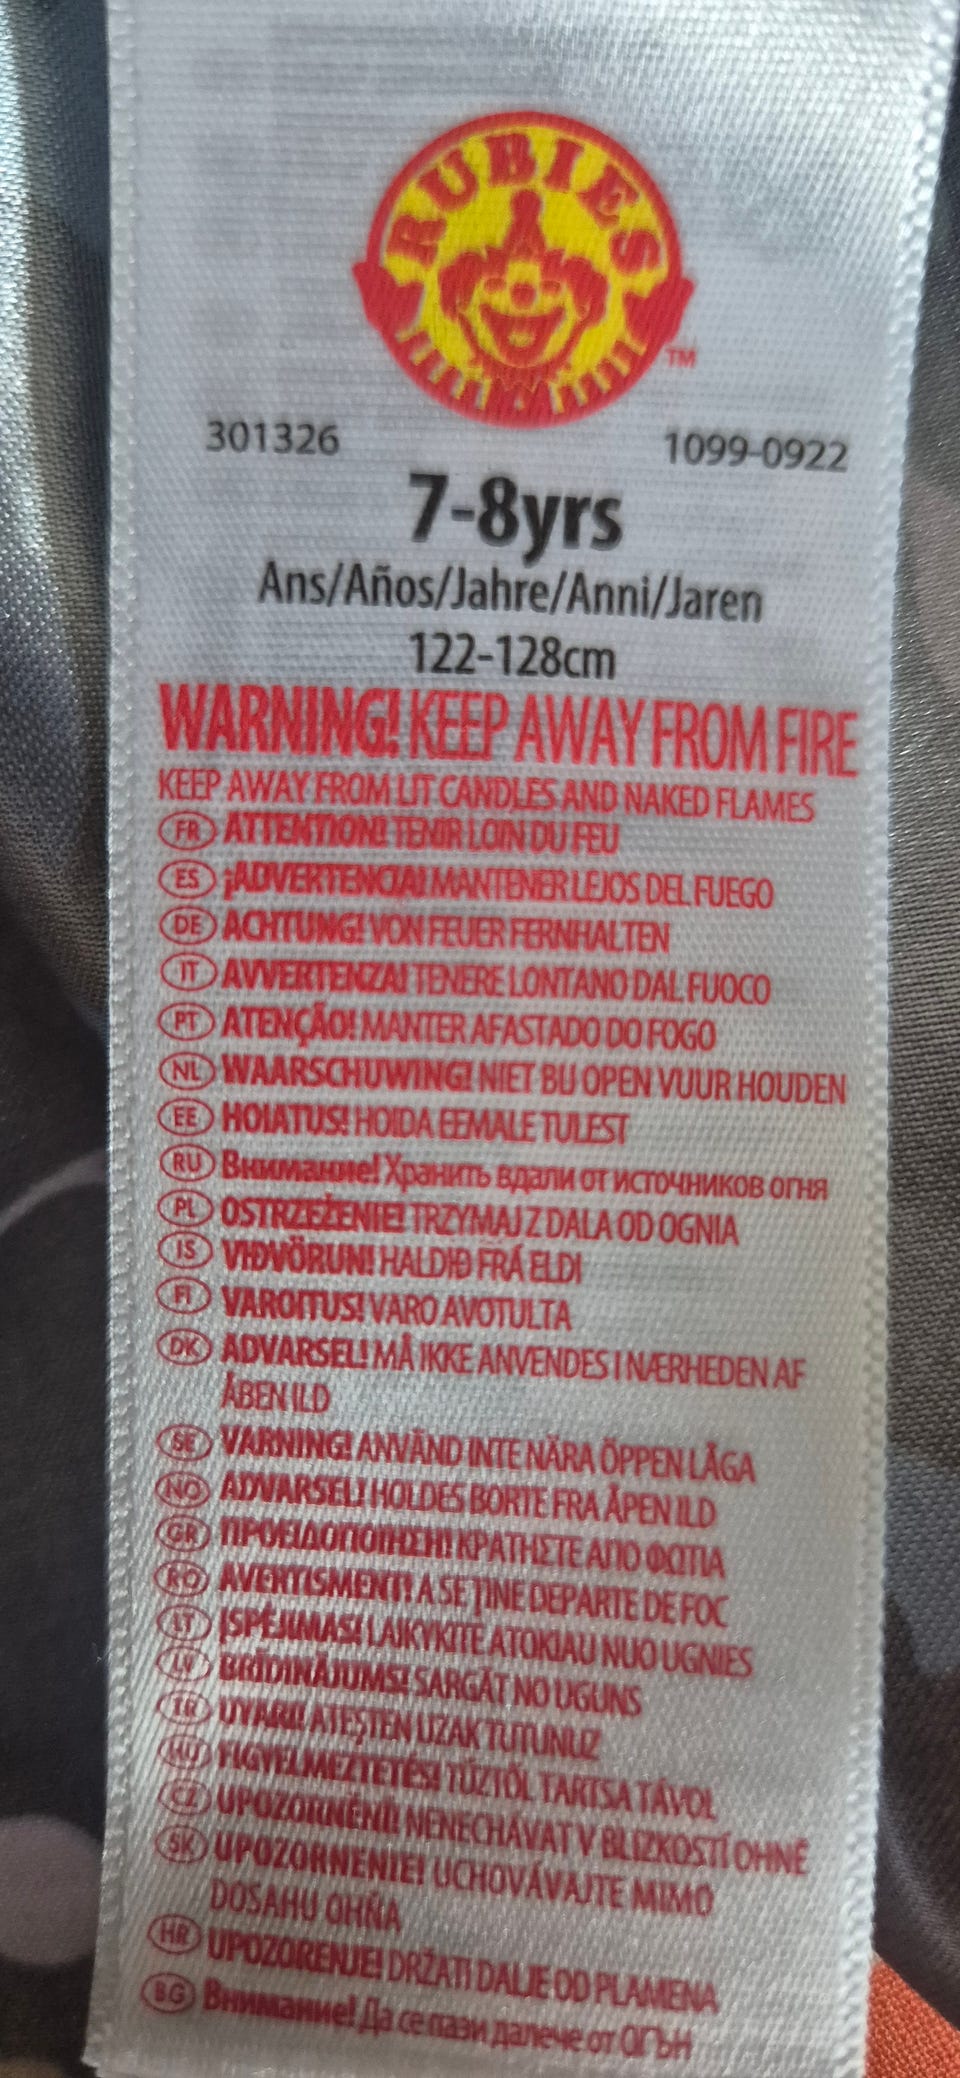 RUBIES
TM
301326 1099-0922
7-8yrs
Ans/Años/Jahre/Anni/Jaren
122-128cm
WARNING! KEEP AWAY FROM FIRE
KEEP AWAY FROM LIT CANDLES AND NAKED FLAMES
FR ATTENTION! TENIR LOIN DU FEU
ES ¡ADVERTENCIA! MANTENER LEJOS DEL FUEGO
DE ACHTUNG! VON FEUER FERNHALTEN
IT AVVERTENZA! TENERE LONTANO DAL FUOCO
PT ATENÇÃO! MANTER AFASTADO DO FOGO
NL WAARSCHUWING! NIET BIJ OPEN VUUR HOUDEN
EE HOIATUS! HOIDA EEMALE TULEST
RU Внимание! Хранить вдали от источников огня
PL OSTRZEŻENIE! TRZYMAJ Z DALA OD OGNIA
IS VIÐVÖRUN! HALDIÐ FRÁ ELDI
FI VAROITUS! VARO AVOTULTA
DK ADVARSEL! MÅ IKKE ANVENDES I NÆRHEDEN AF
ÅBEN ILD
SE VARNING! ANVÄND INTE NÄRA ÖPPEN LÅGA
NO ADVARSEL! HOLDES BORTE FRA ÅPEN ILD
GR ΠΡΟΕΙΔΟΠΟΙΗΣΗ! ΚΡΑΤΗΣΤΕ ΑΠΟ ΦΩΤΙΑ
RO AVERTISMENT! A SE ȚINE DEPARTE DE FOC
LT ĮSPĖJIMAS! LAIKYKITE ATOKIAU NUO UGNIES
LV BRĪDINĀJUMS! SARGĀT NO UGUNS
TR UYARI! ATEŞTEN UZAK TUTUNUZ
HU FIGYELMEZTETÉS! TŰZTŐL TARTSA TÁVOL
CZ UPOZORNĚNÍ! NENECHÁVAT V BLÍZKOSTI OHNĚ
SK UPOZORNENIE! UCHOVÁVAJTE MIMO
DOSAHU OHŇA
HR UPOZORENJE! DRŽATI DALJE OD PLAMENA
BG Внимание! Да се пази далече от ОГЪН